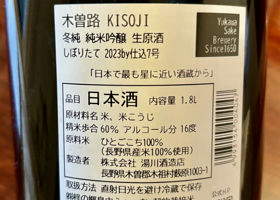 木曽路 KISOJI
冬純 純米吟醸 生原酒
しぼりたて 2023by仕込7号
「日本で最も星に近い酒蔵から」
Yukawa
Sake
Brewery
Since1650
品目 日本酒 内容量 1.8L
原材料名 米、米こうじ
精米歩合 60% アルコール分 16度
原料米 ひとごこち100%
(長野県産米100%使用)
製造者 株式会社 湯川酒造店
長野県木曽郡木祖村薮原1003-1
取扱方法 直射日光を避け冷蔵で保存
公式HP